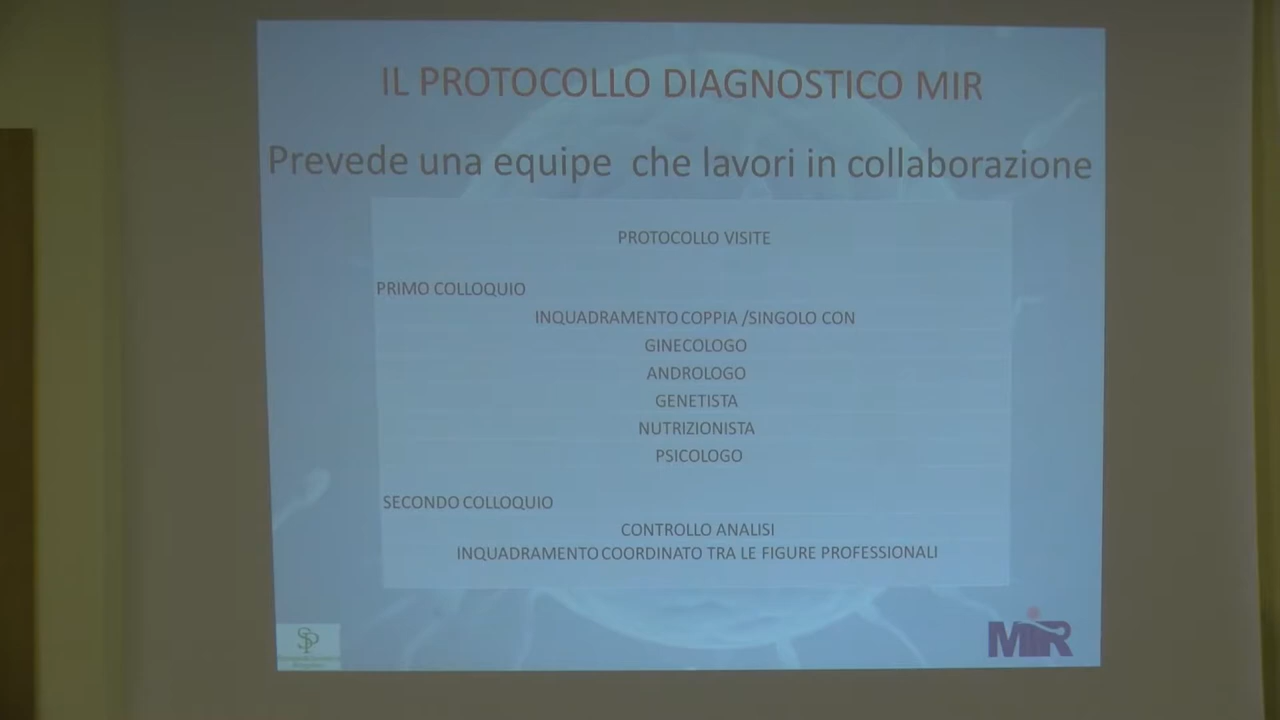 IL PROTOCOLLO DIAGNOSTICO MIR
Prevede una equipe che lavori in collaborazione
PROTOCOLLO VISITE
PRIMO COLLOQUIO
INQUADRAMENTO COPPIA /SINGOLO CON
GINECOLOGO
ANDROLOGO
GENETISTA
NUTRIZIONISTA
PSICOLOGO
SECONDO COLLOQUIO
CONTROLLO ANALISI
INQUADRAMENTO COORDINATO TRA LE FIGURE PROFESSIONALI
SP
MIR